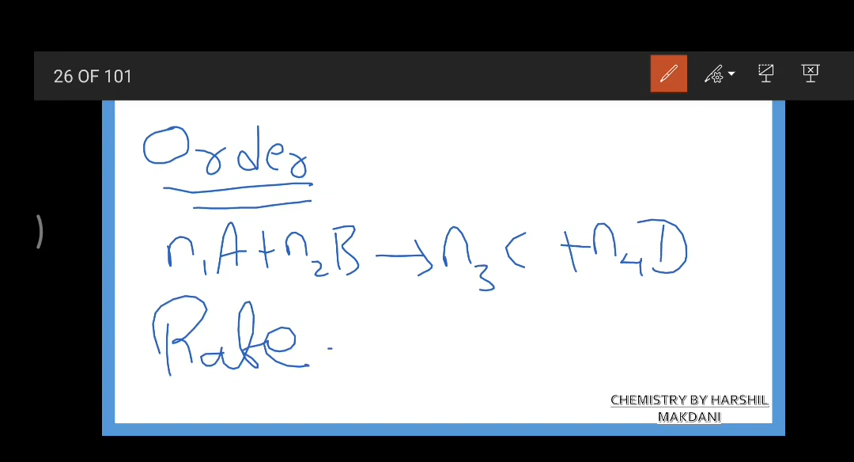 26 OF 101
Order
n₁A + n₂B → n₃C + n₄D
Rate
CHEMISTRY BY HARSHIL
MAKDANI